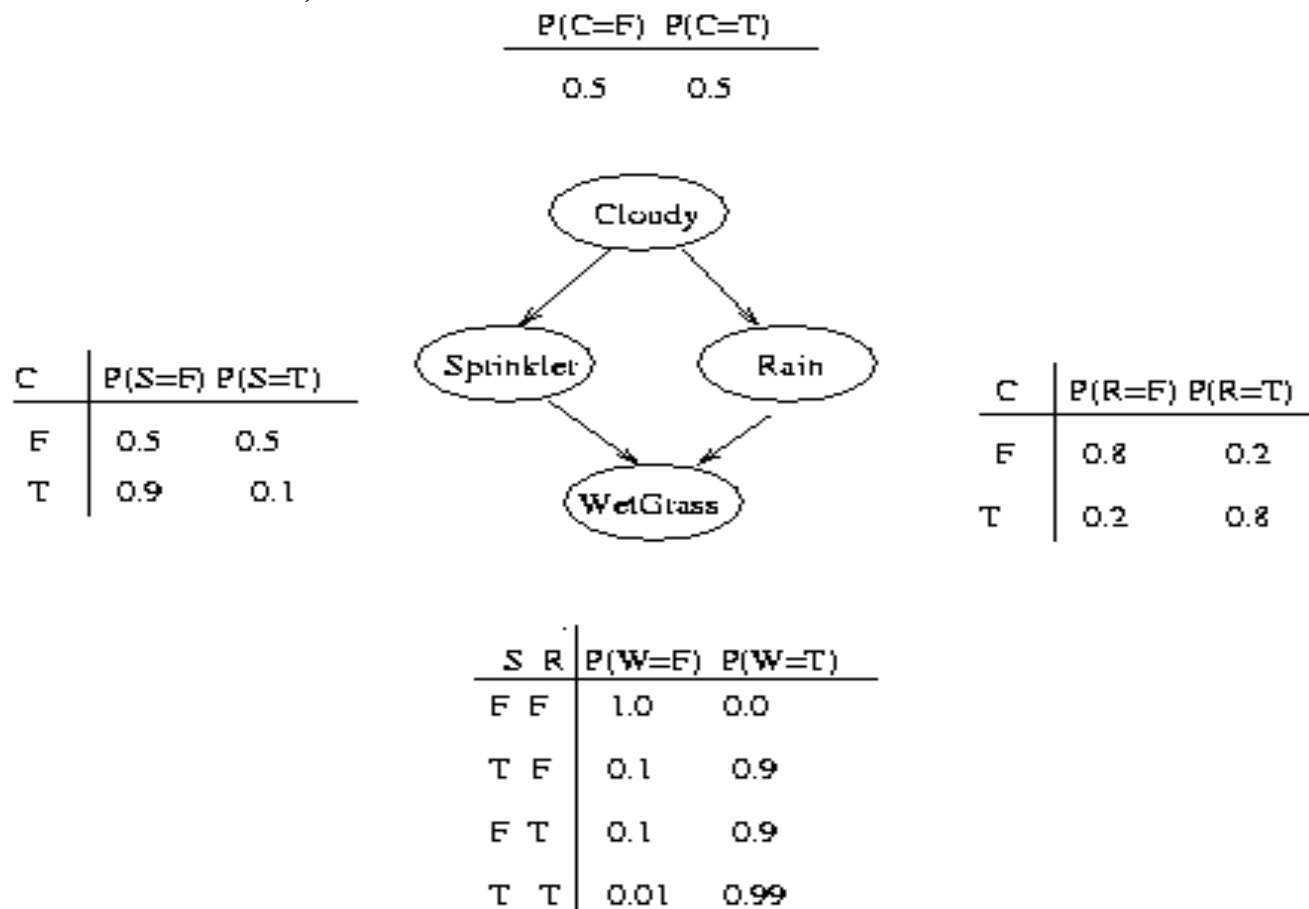 P(C=F) P(C=T)
0.5 0.5
Cloudy
Sprinkler
Rain
WetGrass
C P(S=F) P(S=T)
F 0.5 0.5
T 0.9 0.1
C P(R=F) P(R=T)
F 0.8 0.2
T 0.2 0.8
S R P(W=F) P(W=T)
F F 1.0 0.0
T F 0.1 0.9
F T 0.1 0.9
T T 0.01 0.99